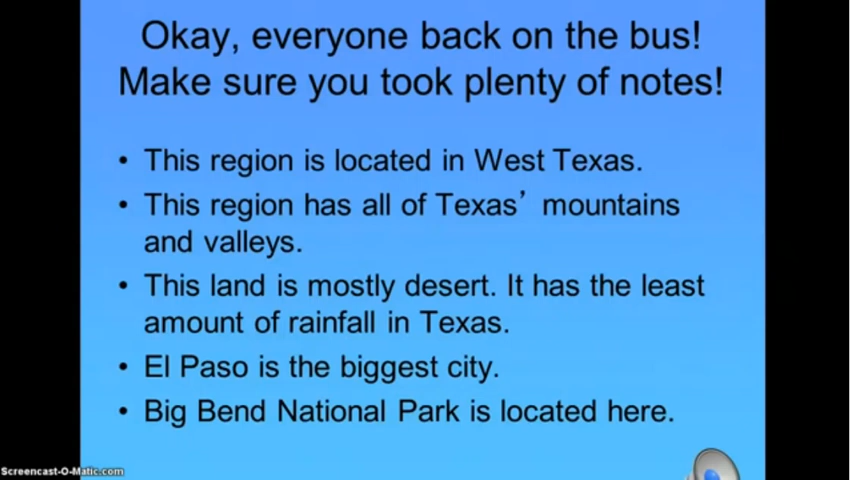 Okay, everyone back on the bus!
Make sure you took plenty of notes!
• This region is located in West Texas.
• This region has all of Texas’ mountains
and valleys.
• This land is mostly desert. It has the least
amount of rainfall in Texas.
• El Paso is the biggest city.
• Big Bend National Park is located here.
Screencast-O-Matic.com